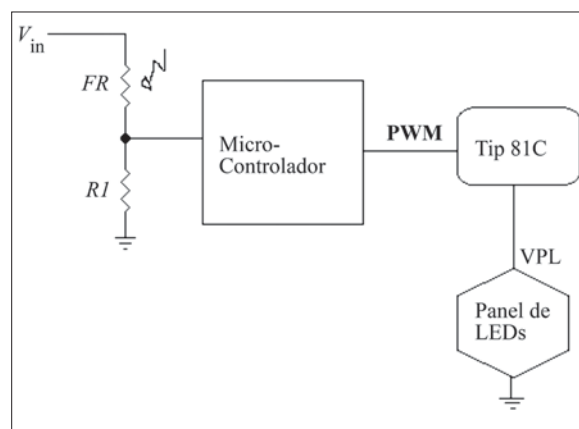 Vin
FR
R1
Micro-
Controlador
PWM
Tip 81C
VPL
Panel de
LEDs